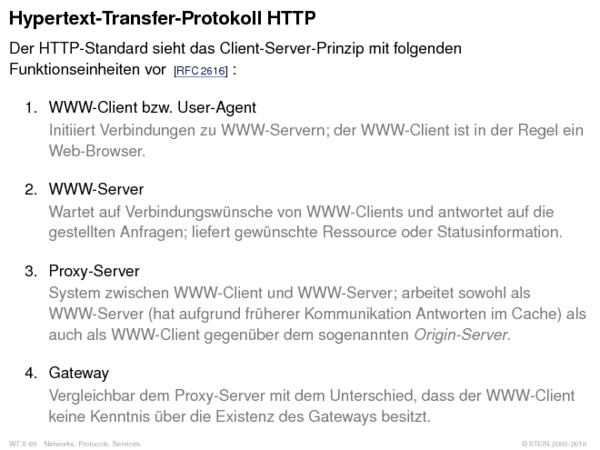 Hypertext-Transfer-Protokoll HTTP
Der HTTP-Standard sieht das Client-Server-Prinzip mit folgenden
Funktionseinheiten vor [RFC 2616] :
1. WWW-Client bzw. User-Agent
Initiiert Verbindungen zu WWW-Servern; der WWW-Client ist in der Regel ein
Web-Browser.
2. WWW-Server
Wartet auf Verbindungswünsche von WWW-Clients und antwortet auf die
gestellten Anfragen; liefert gewünschte Ressource oder Statusinformation.
3. Proxy-Server
System zwischen WWW-Client und WWW-Server; arbeitet sowohl als
WWW-Server (hat aufgrund früherer Kommunikation Antworten im Cache) als
auch als WWW-Client gegenüber dem sogenannten Origin-Server.
4. Gateway
Vergleichbar dem Proxy-Server mit dem Unterschied, dass der WWW-Client
keine Kenntnis über die Existenz des Gateways besitzt.
WT:II-89 Networks, Protocols, Services © STEIN 2005-2018